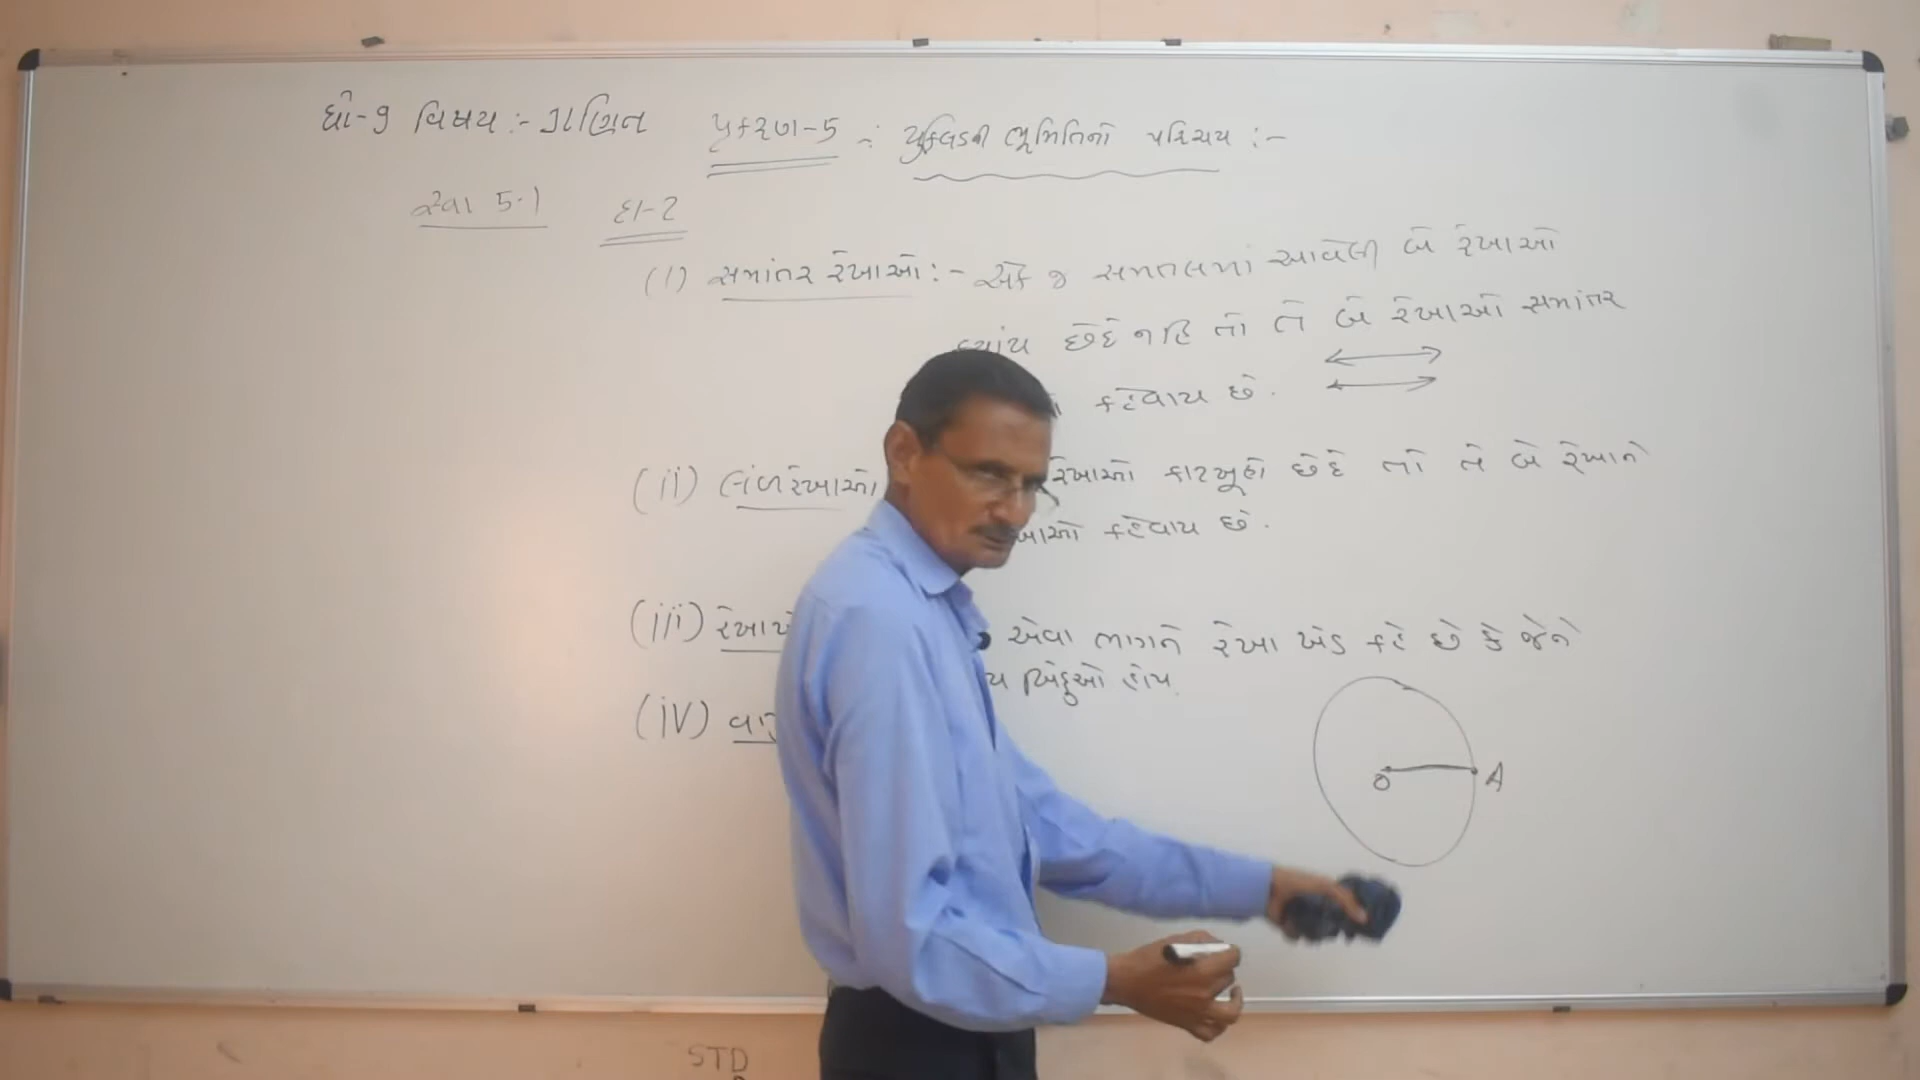 ધો-9 વિષય :- ગણિત પ્રકરણ-5 :- યુક્લિડની ભૂમિતિનો પરિચય :-
સ્વા 5.1 દા-2
(i) સમાંતર રેખાઓ :- એક જ સમતલમાં આવેલી બે રેખાઓ
ક્યાંય છેદે નહિ તો તે બે રેખાઓ સમાંતર
કહેવાય છે.
(ii) લંબરેખાઓ રેખાઓ કાટખૂણે છેદે તો તે બે રેખાને
કહેવાય છે.
(iii) એવા ભાગને રેખા ખંડ કહે છે કે જેને
બિંદુઓ હોય.
(iv)
O A
STD